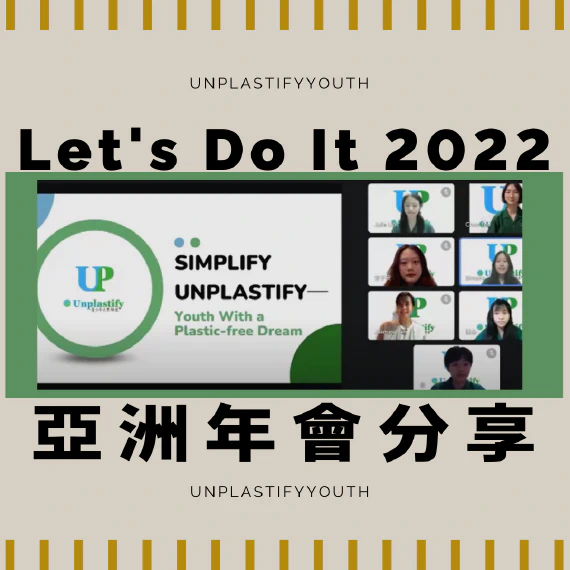 UNPLASTIFYYOUTH
Let's Do It 2022
UP
Unplastify
SIMPLIFY
UNPLASTIFY—
Youth With a
Plastic-free Dream
亞洲年會分享
UNPLASTIFYYOUTH